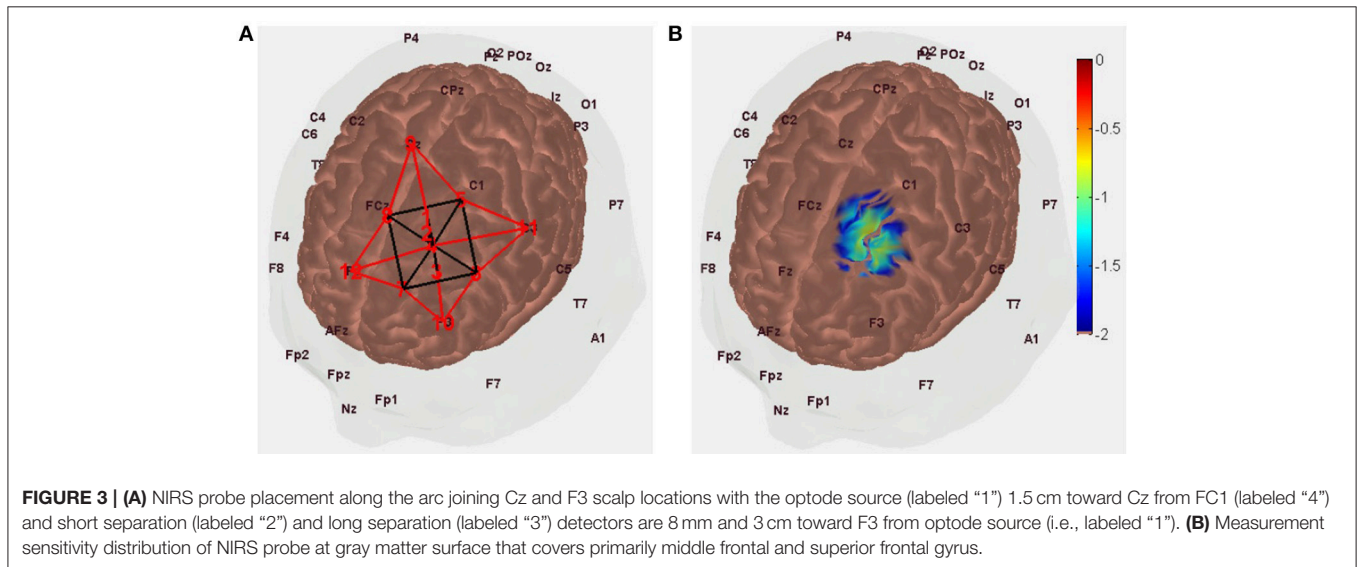 A
P4
O2
Pz
POz
Oz
CPz
Iz
O1
C4
C2
P3
C6
Cz
C1
FCz
P7
F4
F8
C5
T7
AFz
A1
Fp2
Fpz
F7
Fp1
Nz
B
P4
O2
Pz
POz
Oz
CPz
Iz
O1
C4
C2
P3
C6
Cz
C1
FCz
P7
F4
C3
F8
Fz
C5
T7
F3
AFz
A1
Fp2
Fpz
F7
Fp1
Nz
0
-0.5
-1
-1.5
-2
FIGURE 3 | (A) NIRS probe placement along the arc joining Cz and F3 scalp locations with the optode source (labeled “1”) 1.5 cm toward Cz from FC1 (labeled “4”)
and short separation (labeled “2”) and long separation (labeled “3”) detectors are 8 mm and 3 cm toward F3 from optode source (i.e., labeled “1”). (B) Measurement
sensitivity distribution of NIRS probe at gray matter surface that covers primarily middle frontal and superior frontal gyrus.